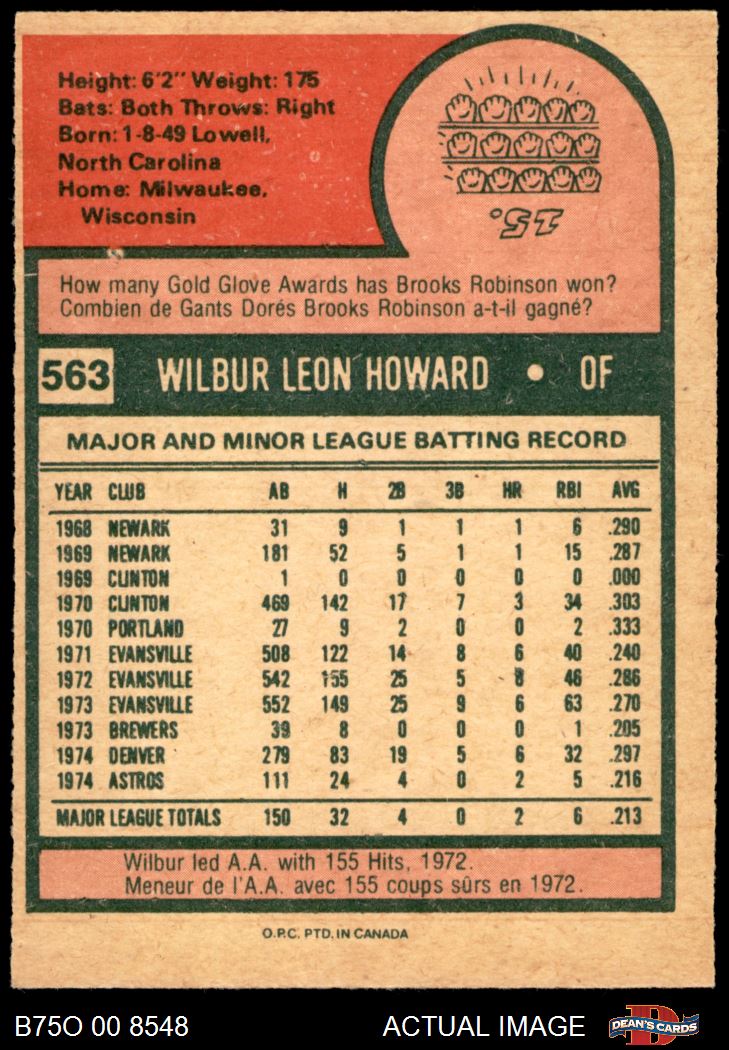 Height: 6'2" Weight: 175
Bats: Both Throws: Right
Born: 1-8-49 Lowell,
North Carolina
Home: Milwaukee,
Wisconsin
15.
How many Gold Glove Awards has Brooks Robinson won?
Combien de Gants Dorés Brooks Robinson a-t-il gagné?
563 WILBUR LEON HOWARD • OF
MAJOR AND MINOR LEAGUE BATTING RECORD
YEAR CLUB AB H 2B 3B HR RBI AVG
1968 NEWARK 31 9 1 1 1 6 .290
1969 NEWARK 181 52 5 1 1 15 .287
1969 CLINTON 1 0 0 0 0 0 .000
1970 CLINTON 469 142 17 7 3 34 .303
1970 PORTLAND 27 9 2 0 0 2 .333
1971 EVANSVILLE 508 122 14 8 6 40 .240
1972 EVANSVILLE 542 155 25 5 8 46 .286
1973 EVANSVILLE 552 149 25 9 6 63 .270
1973 BREWERS 39 8 0 0 0 1 .205
1974 DENVER 279 83 19 5 6 32 .297
1974 ASTROS 111 24 4 0 2 5 .216
MAJOR LEAGUE TOTALS 150 32 4 0 2 6 .213
Wilbur led A.A. with 155 Hits, 1972.
Meneur de l'A.A. avec 155 coups sûrs en 1972.
O.P.C. PTD. IN CANADA
B75O 00 8548 ACTUAL IMAGE DEAN'S CARDS